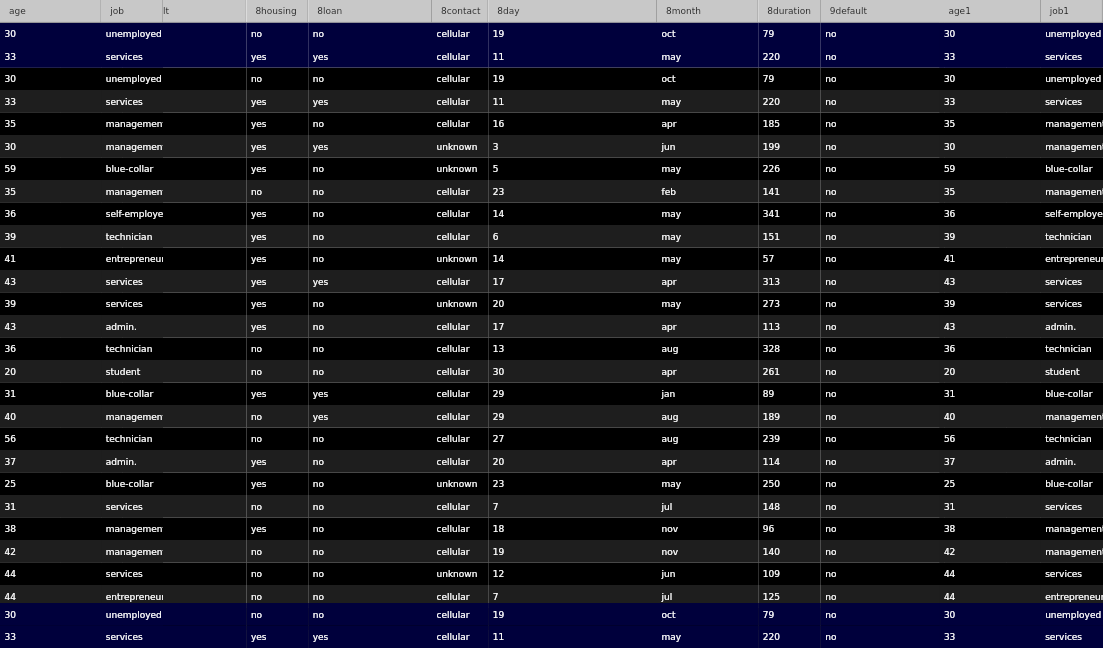 age job lt 8housing 8loan 8contact 8day 8month 8duration 9default age1 job1
30 unemployed no no cellular 19 oct 79 no 30 unemployed
33 services yes yes cellular 11 may 220 no 33 services
30 unemployed no no cellular 19 oct 79 no 30 unemployed
33 services yes yes cellular 11 may 220 no 33 services
35 managemen yes no cellular 16 apr 185 no 35 management
30 managemen yes yes unknown 3 jun 199 no 30 management
59 blue-collar yes no unknown 5 may 226 no 59 blue-collar
35 managemen no no cellular 23 feb 141 no 35 management
36 self-employe yes no cellular 14 may 341 no 36 self-employe
39 technician yes no cellular 6 may 151 no 39 technician
41 entrepreneur yes no unknown 14 may 57 no 41 entrepreneur
43 services yes yes cellular 17 apr 313 no 43 services
39 services yes no unknown 20 may 273 no 39 services
43 admin. yes no cellular 17 apr 113 no 43 admin.
36 technician no no cellular 13 aug 328 no 36 technician
20 student no no cellular 30 apr 261 no 20 student
31 blue-collar yes yes cellular 29 jan 89 no 31 blue-collar
40 managemen no yes cellular 29 aug 189 no 40 management
56 technician no no cellular 27 aug 239 no 56 technician
37 admin. yes no cellular 20 apr 114 no 37 admin.
25 blue-collar yes no unknown 23 may 250 no 25 blue-collar
31 services no no cellular 7 jul 148 no 31 services
38 managemen yes no cellular 18 nov 96 no 38 management
42 managemen no no cellular 19 nov 140 no 42 management
44 services no no unknown 12 jun 109 no 44 services
44 entrepreneur no no cellular 7 jul 125 no 44 entrepreneur
30 unemployed no no cellular 19 oct 79 no 30 unemployed
33 services yes yes cellular 11 may 220 no 33 services